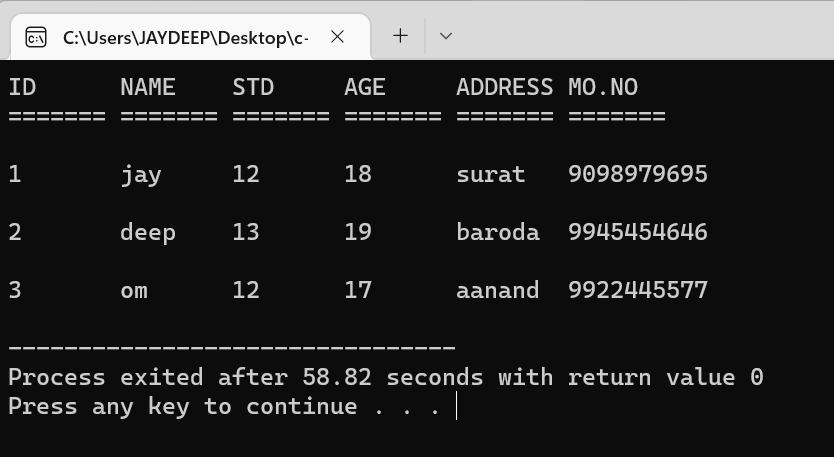 C:\Users\JAYDEEP\Desktop\c-
ID NAME STD AGE ADDRESS MO.NO
======= ======= ======= ======= ======= =======
1 jay 12 18 surat 9098979695
2 deep 13 19 baroda 9945454646
3 om 12 17 aanand 9922445577
--------------------------------
Process exited after 58.82 seconds with return value 0
Press any key to continue . . .